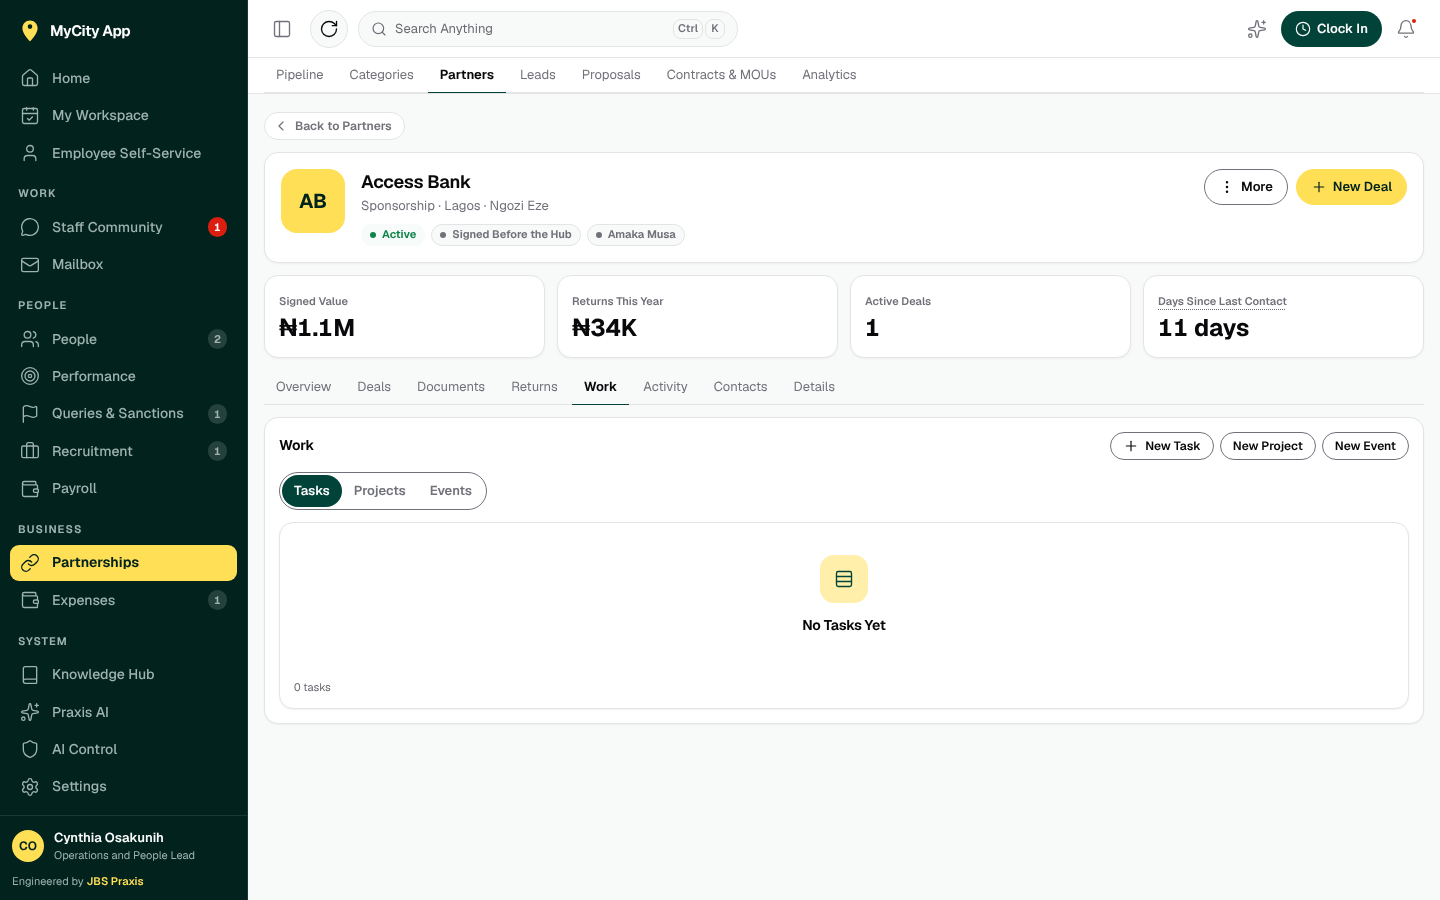 MyCity App
Home
My Workspace
Employee Self-Service
WORK
Staff Community 1
Mailbox
PEOPLE
People 2
Performance
Queries & Sanctions 1
Recruitment 1
Payroll
BUSINESS
Partnerships
Expenses 1
SYSTEM
Knowledge Hub
Praxis AI
AI Control
Settings
CO
Cynthia Osakunih
Operations and People Lead
Engineered by JBS Praxis
Search Anything Ctrl K
Clock In
Pipeline Categories Partners Leads Proposals Contracts & MOUs Analytics
Back to Partners
AB
Access Bank
Sponsorship · Lagos · Ngozi Eze
Active Signed Before the Hub Amaka Musa
More New Deal
Signed Value
₦1.1M
Returns This Year
₦34K
Active Deals
1
Days Since Last Contact
11 days
Overview Deals Documents Returns Work Activity Contacts Details
Work
New Task New Project New Event
Tasks Projects Events
No Tasks Yet
0 tasks